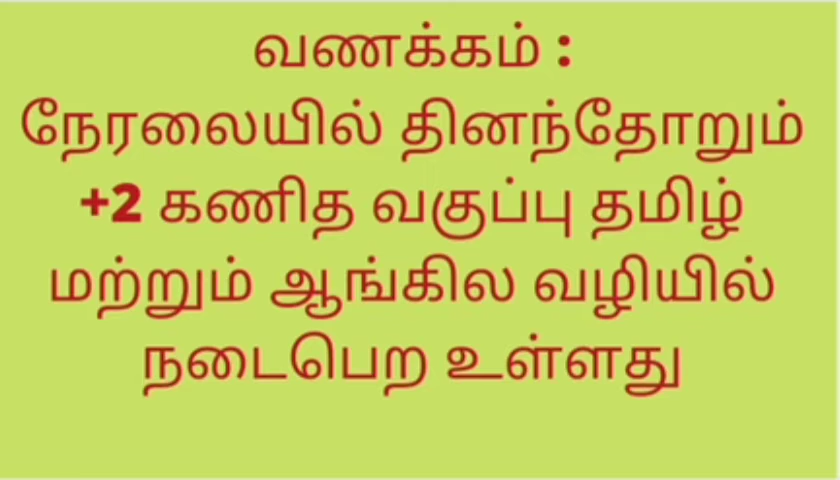 வணக்கம் :
நேரலையில் தினந்தோறும்
+2 கணித வகுப்பு தமிழ்
மற்றும் ஆங்கில வழியில்
நடைபெற உள்ளது